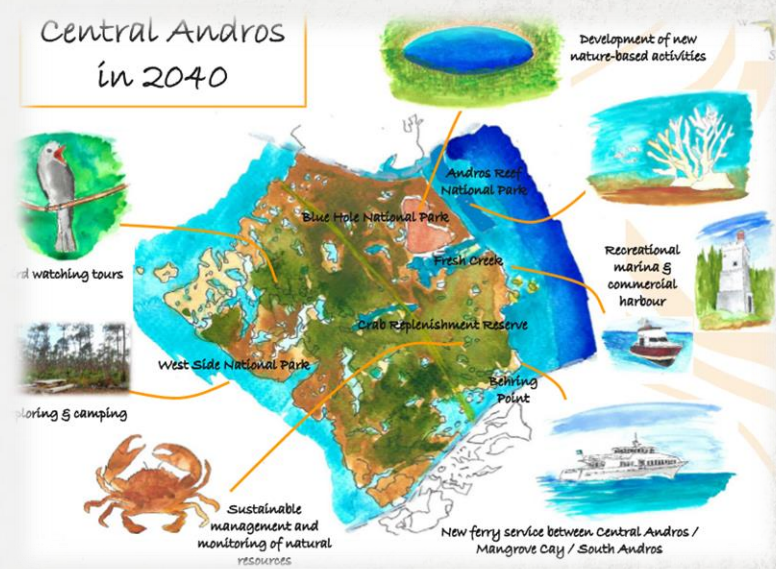 Central Andros
in 2040
Development of new
nature-based activities
Andros Reef
National Park
Blue Hole National Park
Recreational
marina &
commercial
harbour
Fresh Creek
watching tours
Crab Replenishment Reserve
West Side National Park
Behring
Point
& camping
Sustainable
management and
monitoring of natural
resources
New ferry service between Central Andros /
Mangrove Cay / South Andros